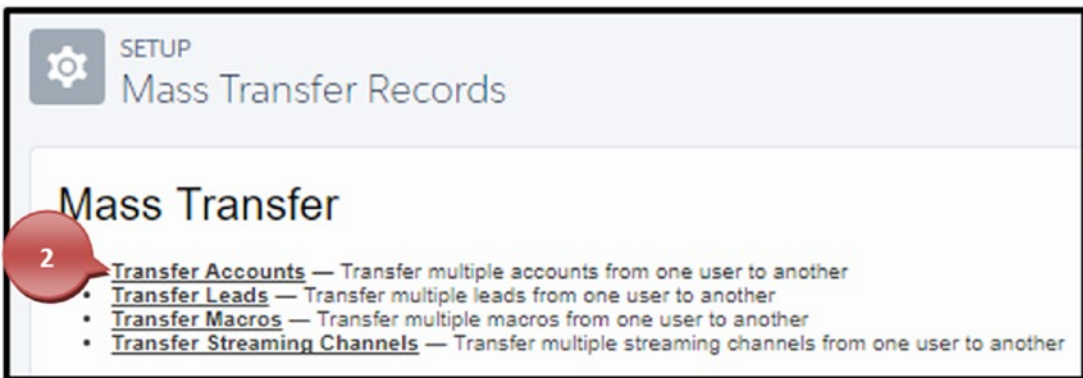 SETUP
Mass Transfer Records
Mass Transfer
2
Transfer Accounts — Transfer multiple accounts from one user to another
• Transfer Leads — Transfer multiple leads from one user to another
• Transfer Macros — Transfer multiple macros from one user to another
• Transfer Streaming Channels — Transfer multiple streaming channels from one user to another